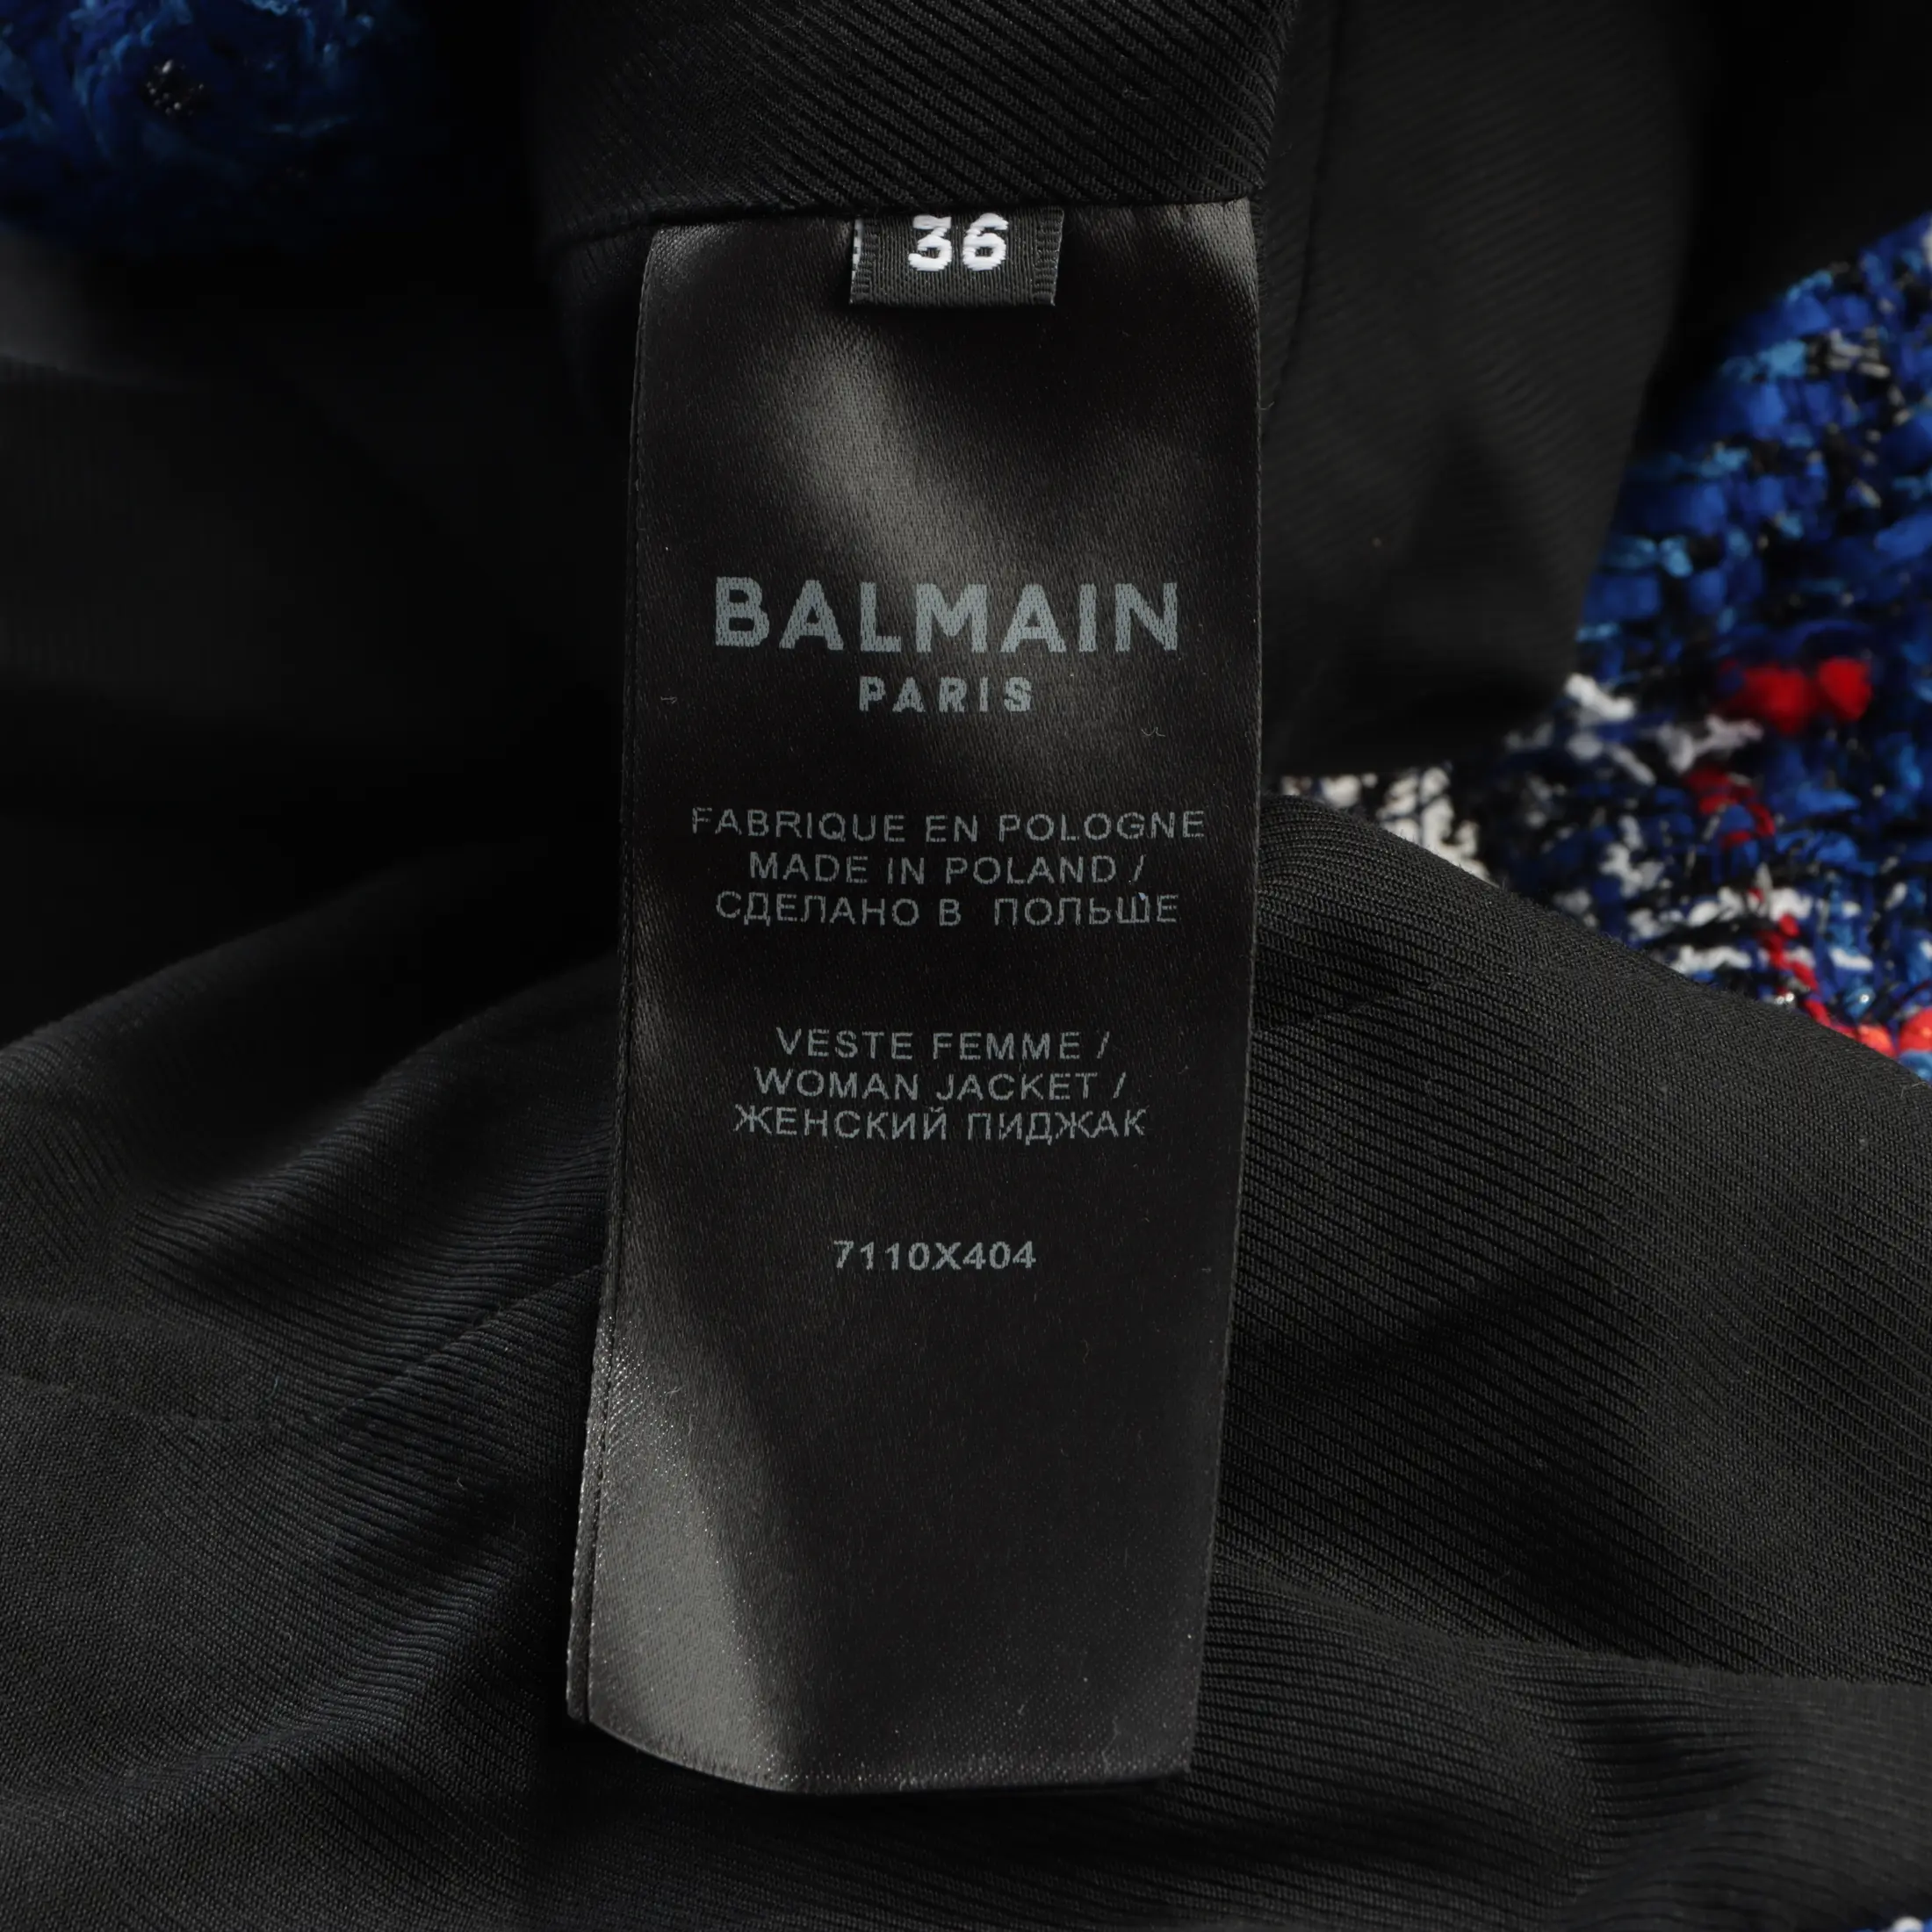 36
BALMAIN
PARIS
FABRIQUE EN POLOGNE
MADE IN POLAND /
СДЕЛАНО В ПОЛЬШЕ
VESTE FEMME /
WOMAN JACKET /
ЖЕНСКИЙ ПИДЖАК
7110X404